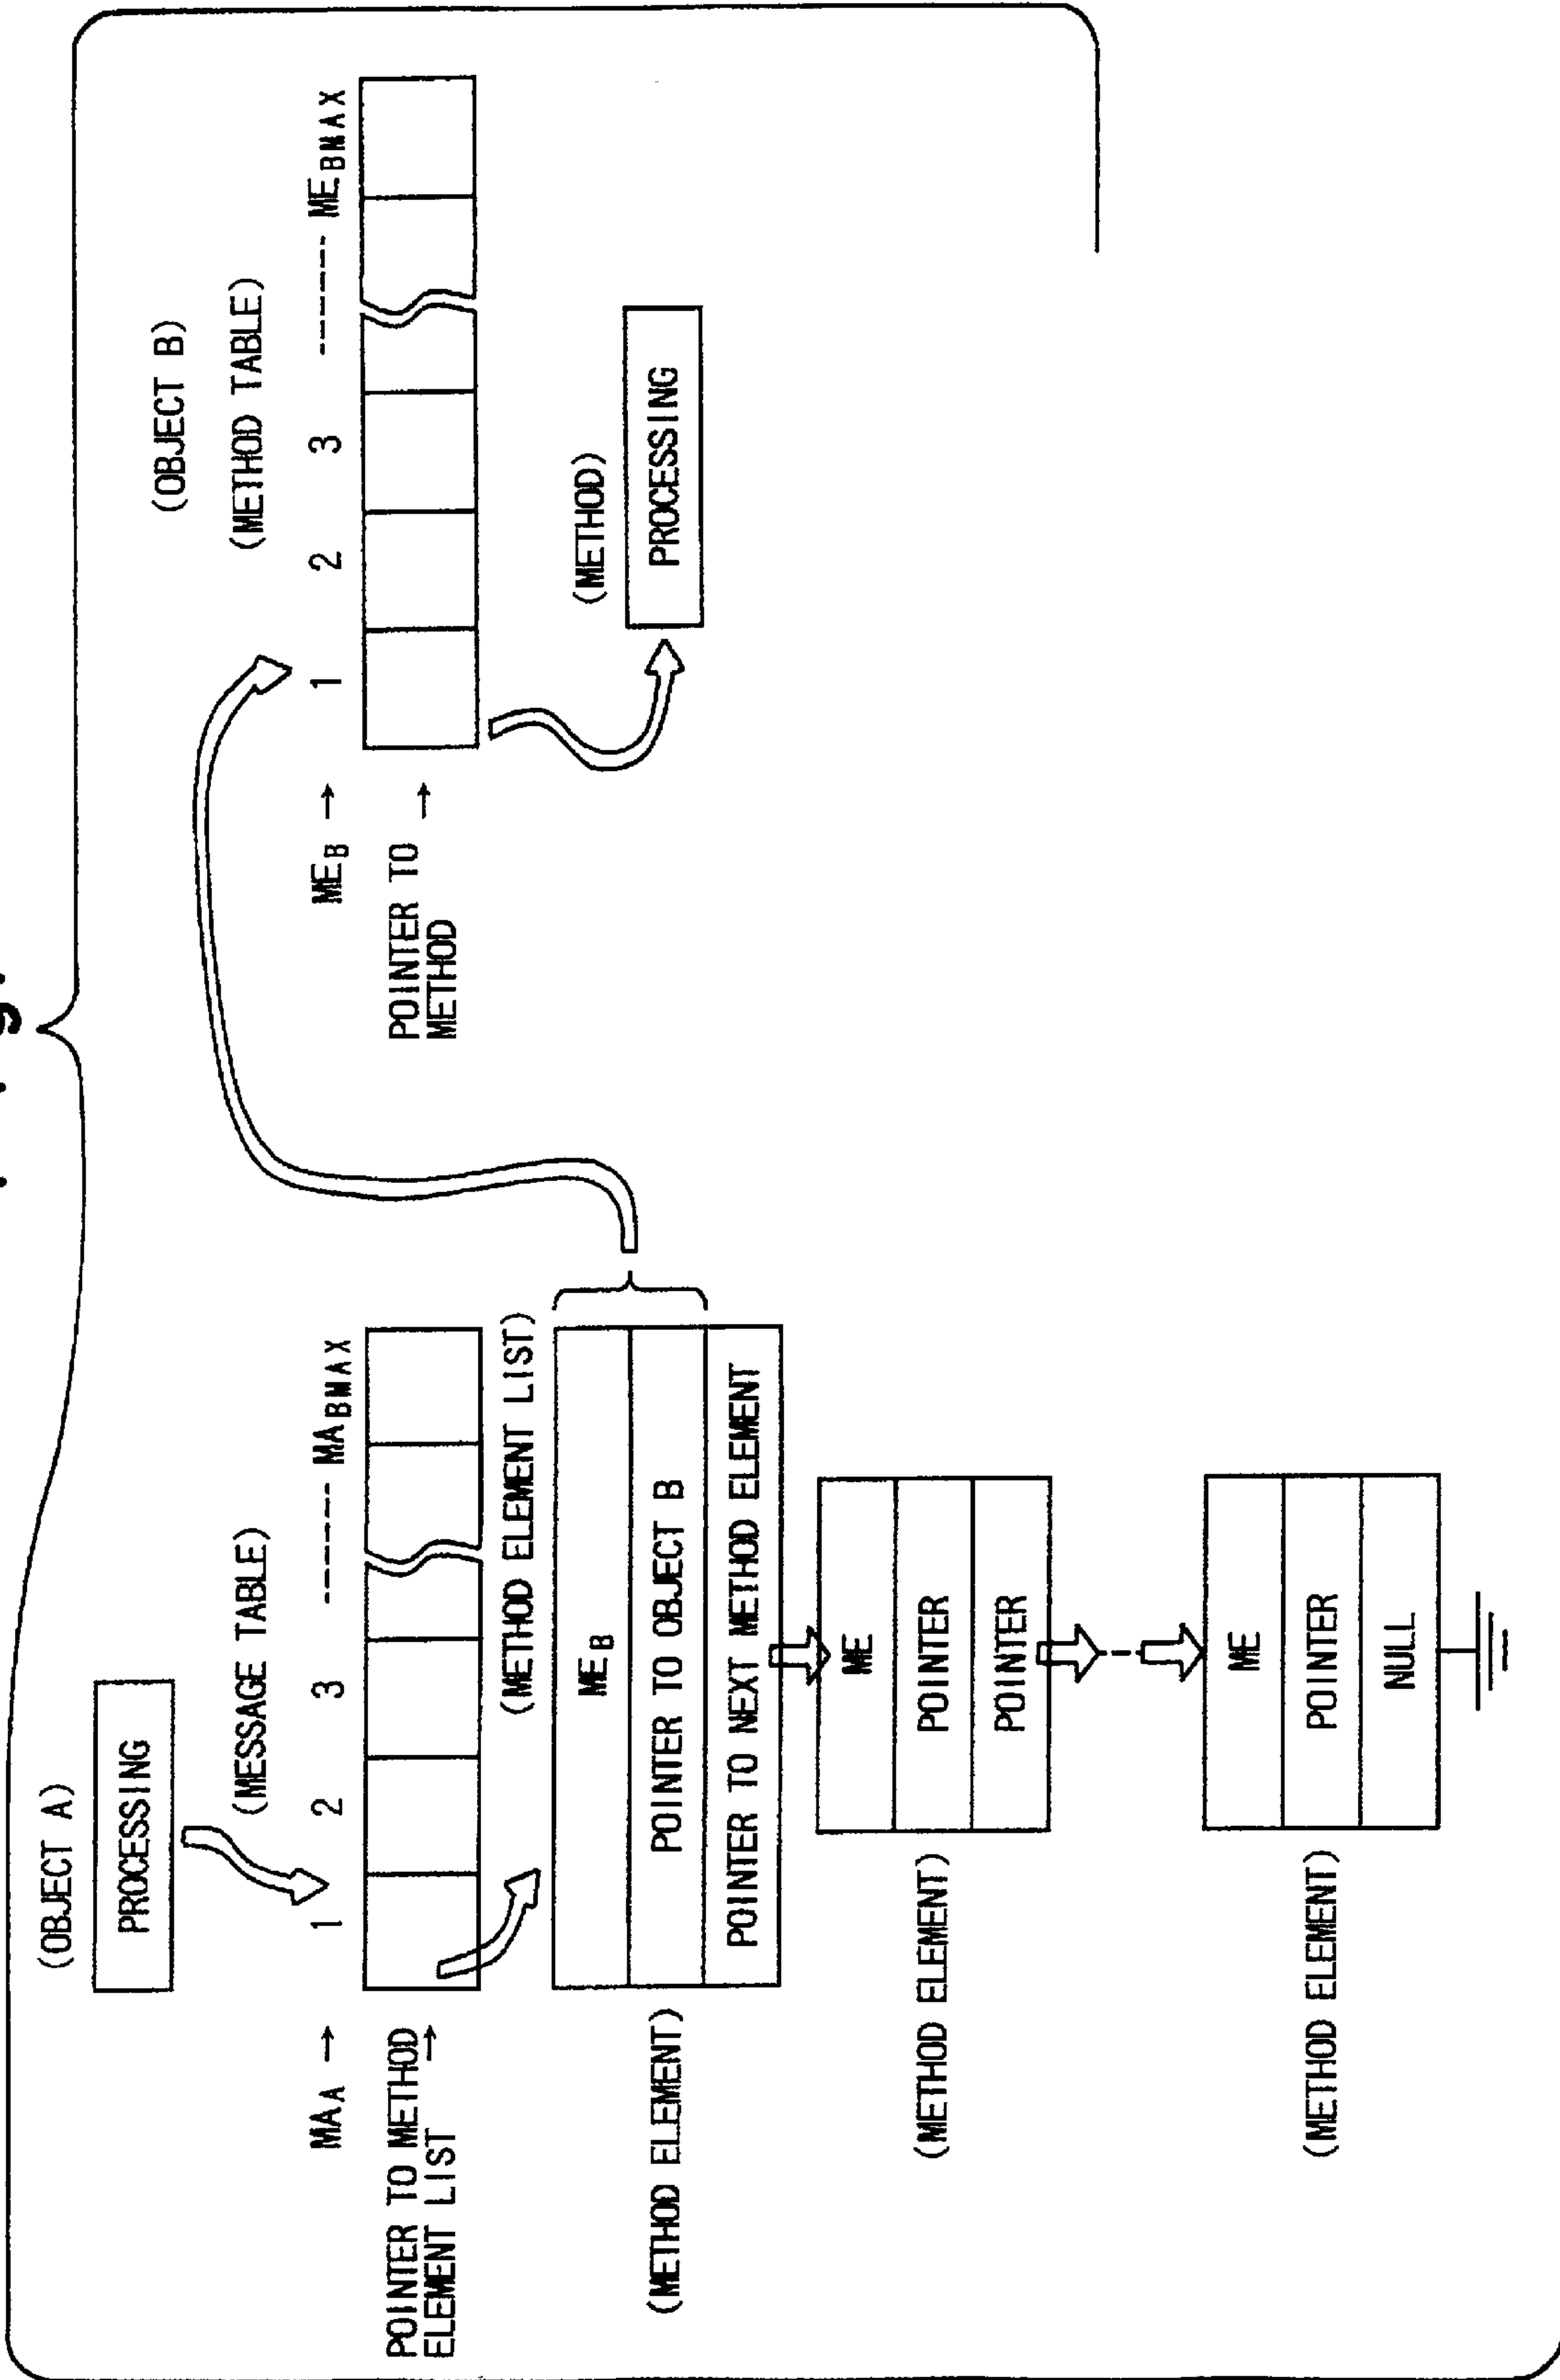 (OBJECT A)
PROCESSING
(MESSAGE TABLE)
MA A → 1 2 3 ------ MA BMAX
POINTER TO METHOD
ELEMENT LIST →
(METHOD ELEMENT LIST)
(METHOD ELEMENT)
ME B
POINTER TO OBJECT B
POINTER TO NEXT METHOD ELEMENT
(METHOD ELEMENT)
ME
POINTER
POINTER
(METHOD ELEMENT)
ME
POINTER
NULL
(OBJECT B)
(METHOD TABLE)
ME B → 1 2 3 ------ ME BMAX
POINTER TO →
METHOD
(METHOD)
PROCESSING